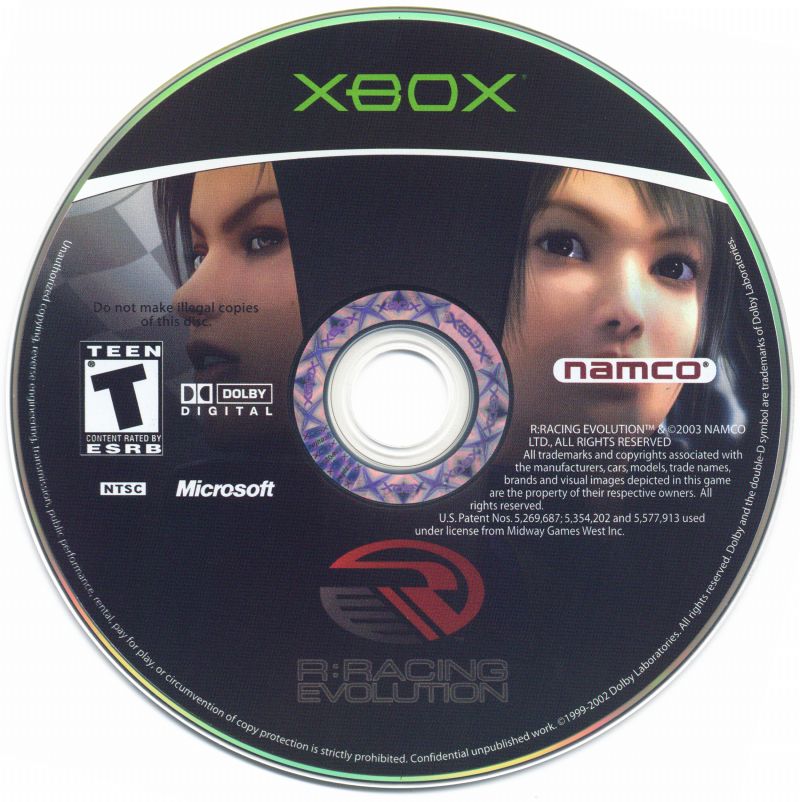 XBOX
Do not make illegal copies
of this disc.
TEEN
T
CONTENT RATED BY
ESRB
DOLBY
DIGITAL
NTSC
Microsoft
XBOX
XBOX
namco®
R:RACING EVOLUTION™ & ©2003 NAMCO
LTD., ALL RIGHTS RESERVED
All trademarks and copyrights associated with
the manufacturers, cars, models, trade names,
brands and visual images depicted in this game
are the property of their respective owners. All
rights reserved.
U.S. Patent Nos. 5,269,687; 5,354,202 and 5,577,913 used
under license from Midway Games West Inc.
R:RACING
EVOLUTION
Unauthorized copying, reverse engineering, transmission, public performance, rental, pay for play, or circumvention of copy protection is strictly prohibited. Confidential unpublished work. ©1999-2002 Dolby Laboratories. All rights reserved. Dolby and the double-D symbol are trademarks of Dolby Laboratories.